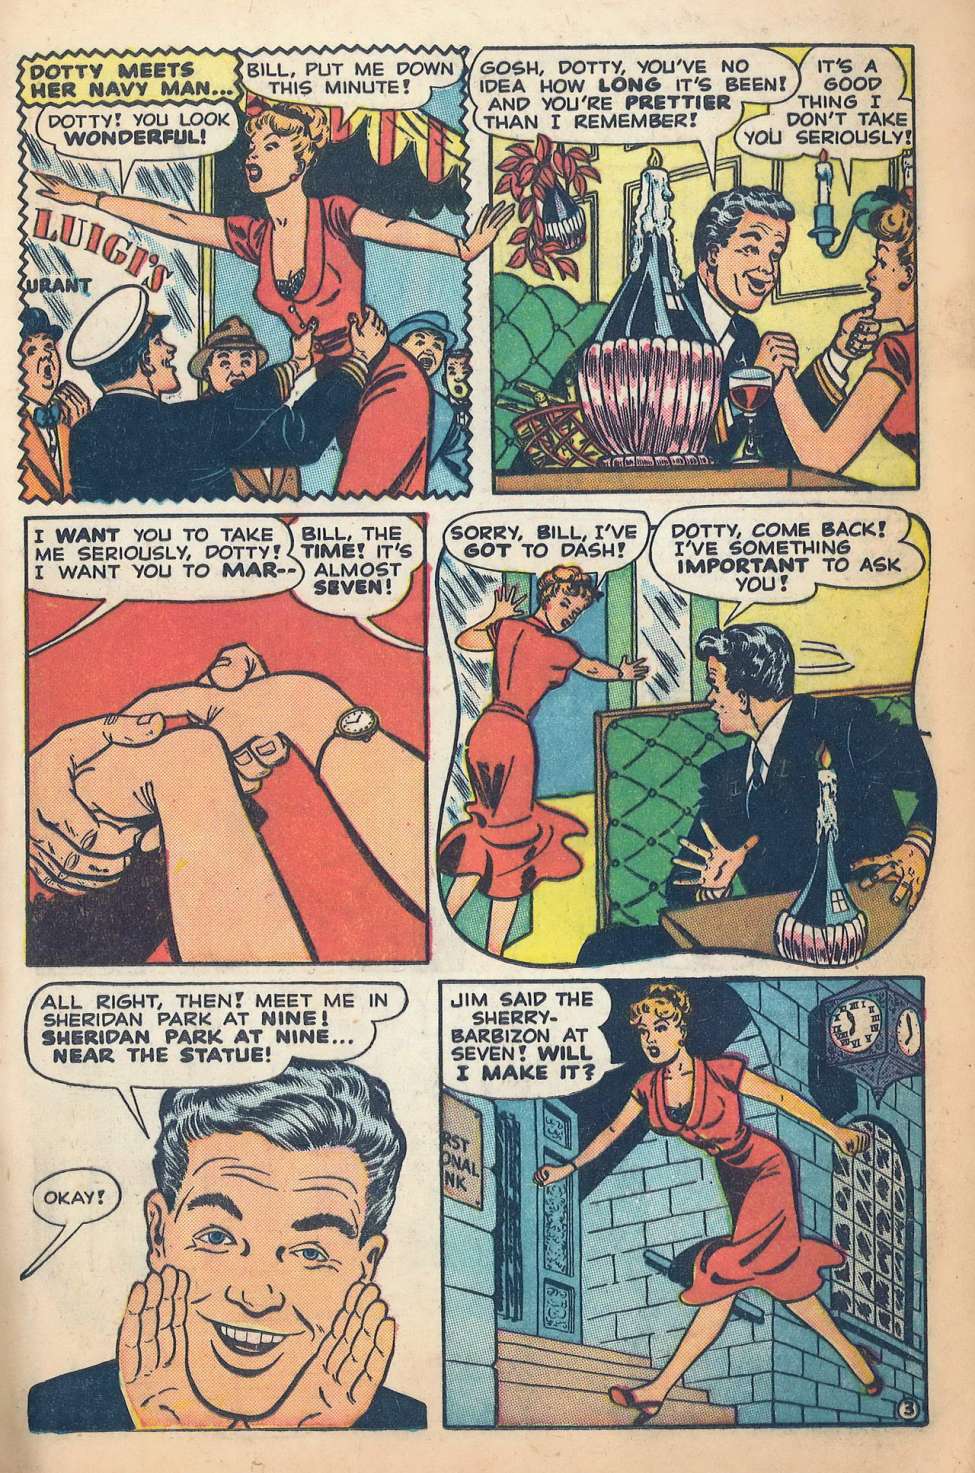 DOTTY MEETS
HER NAVY MAN...
DOTTY! YOU LOOK
WONDERFUL!
BILL, PUT ME DOWN
THIS MINUTE!
LUIGI'S
URANT
GOSH, DOTTY, YOU'VE NO
IDEA HOW LONG IT'S BEEN!
AND YOU'RE PRETTIER
THAN I REMEMBER!
IT'S A
GOOD
THING I
DON'T TAKE
YOU SERIOUSLY!
I WANT YOU TO TAKE
ME SERIOUSLY, DOTTY!
I WANT YOU TO MAR--
BILL, THE
TIME! IT'S
ALMOST
SEVEN!
SORRY, BILL, I'VE
GOT TO DASH!
DOTTY, COME BACK!
I'VE SOMETHING
IMPORTANT TO ASK
YOU!
ALL RIGHT, THEN! MEET ME IN
SHERIDAN PARK AT NINE!
SHERIDAN PARK AT NINE...
NEAR THE STATUE!
OKAY!
JIM SAID THE
SHERRY-
BARBIZON AT
SEVEN! WILL
I MAKE IT?
RST
IONAL
NK
3